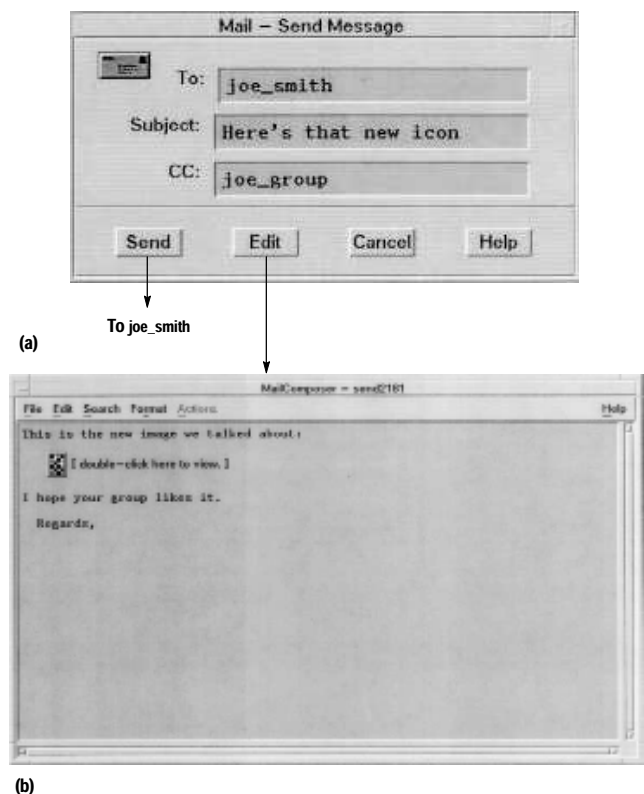 Mail – Send Message
To: joe_smith
Subject: Here's that new icon
CC: joe_group
Send Edit Cancel Help
To joe_smith
(a)
MailComposer – send2181
File Edit Search Format Actions Help
This is the new image we talked about:
[ double–click here to view. ]
I hope your group likes it.
Regards,
(b)